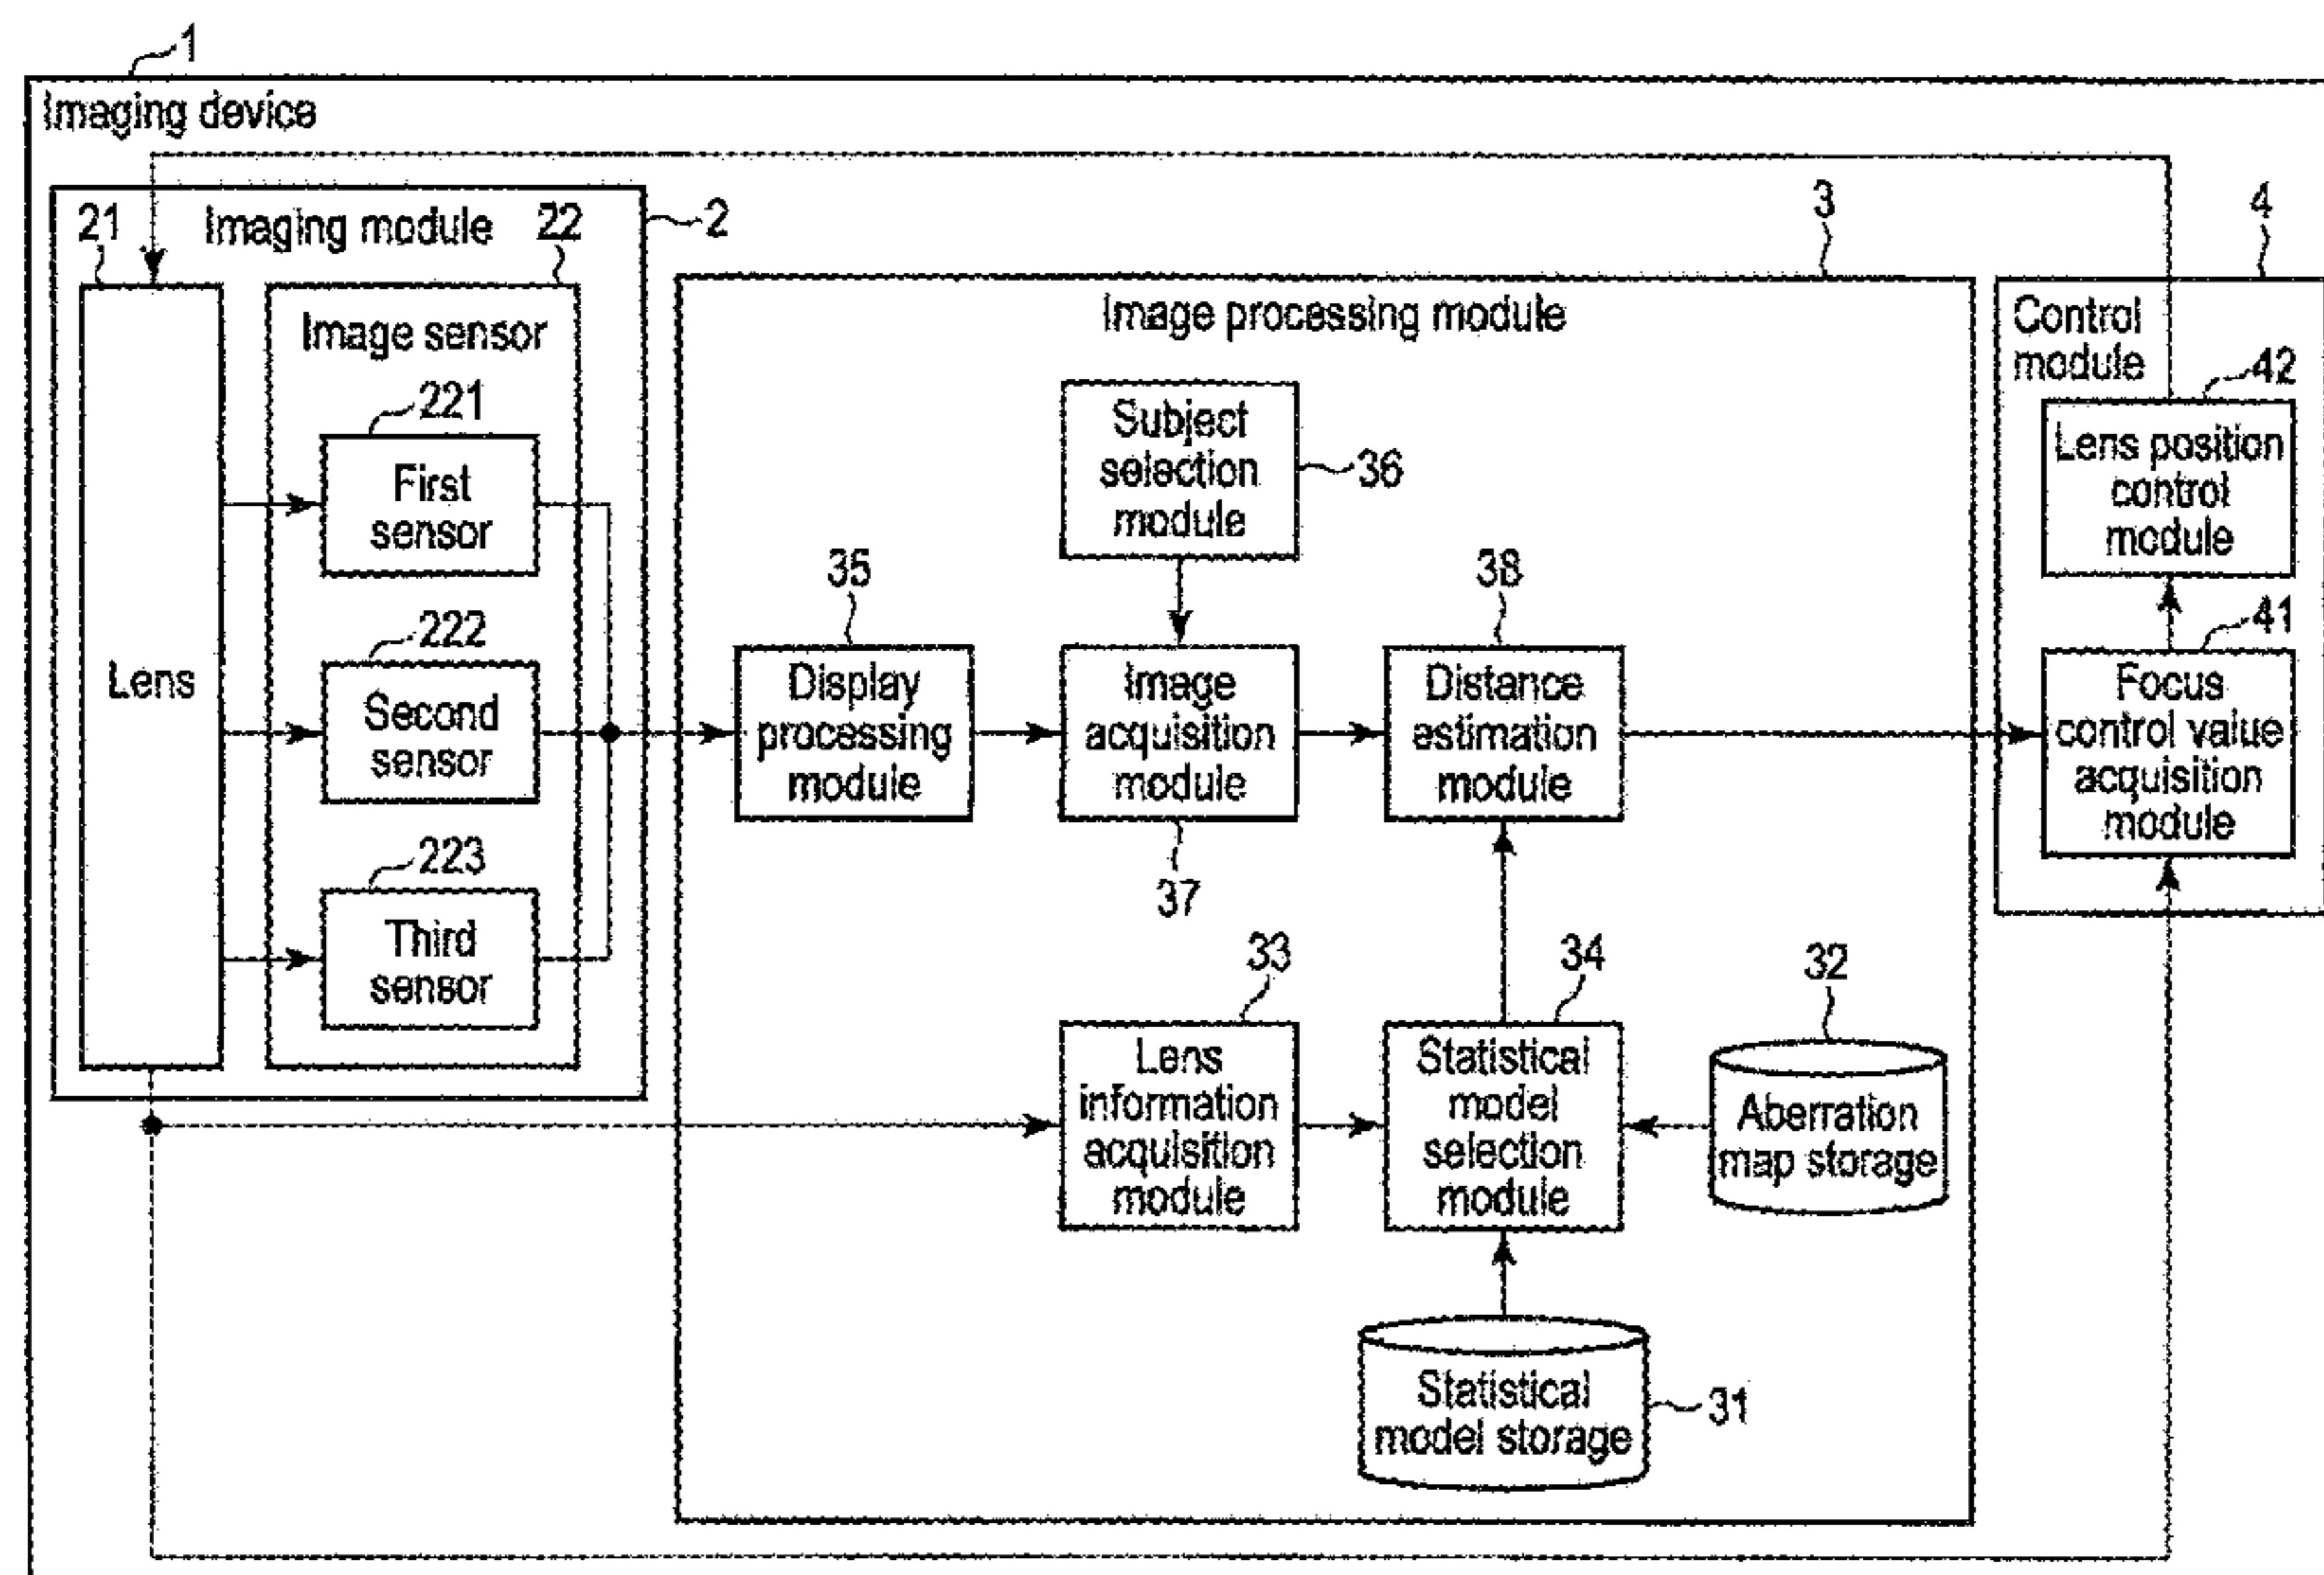 1
Imaging device
Imaging module
2
21
22
Lens
Image sensor
221
First
sensor
222
Second
sensor
223
Third
sensor
3
Image processing module
Subject
selection
module
36
35
Display
processing
module
Image
acquisition
module
37
38
Distance
estimation
module
33
Lens
information
acquisition
module
34
Statistical
model
selection
module
32
Aberration
map storage
Statistical
model storage
31
4
Control
module
42
Lens position
control
module
41
Focus
control value
acquisition
module